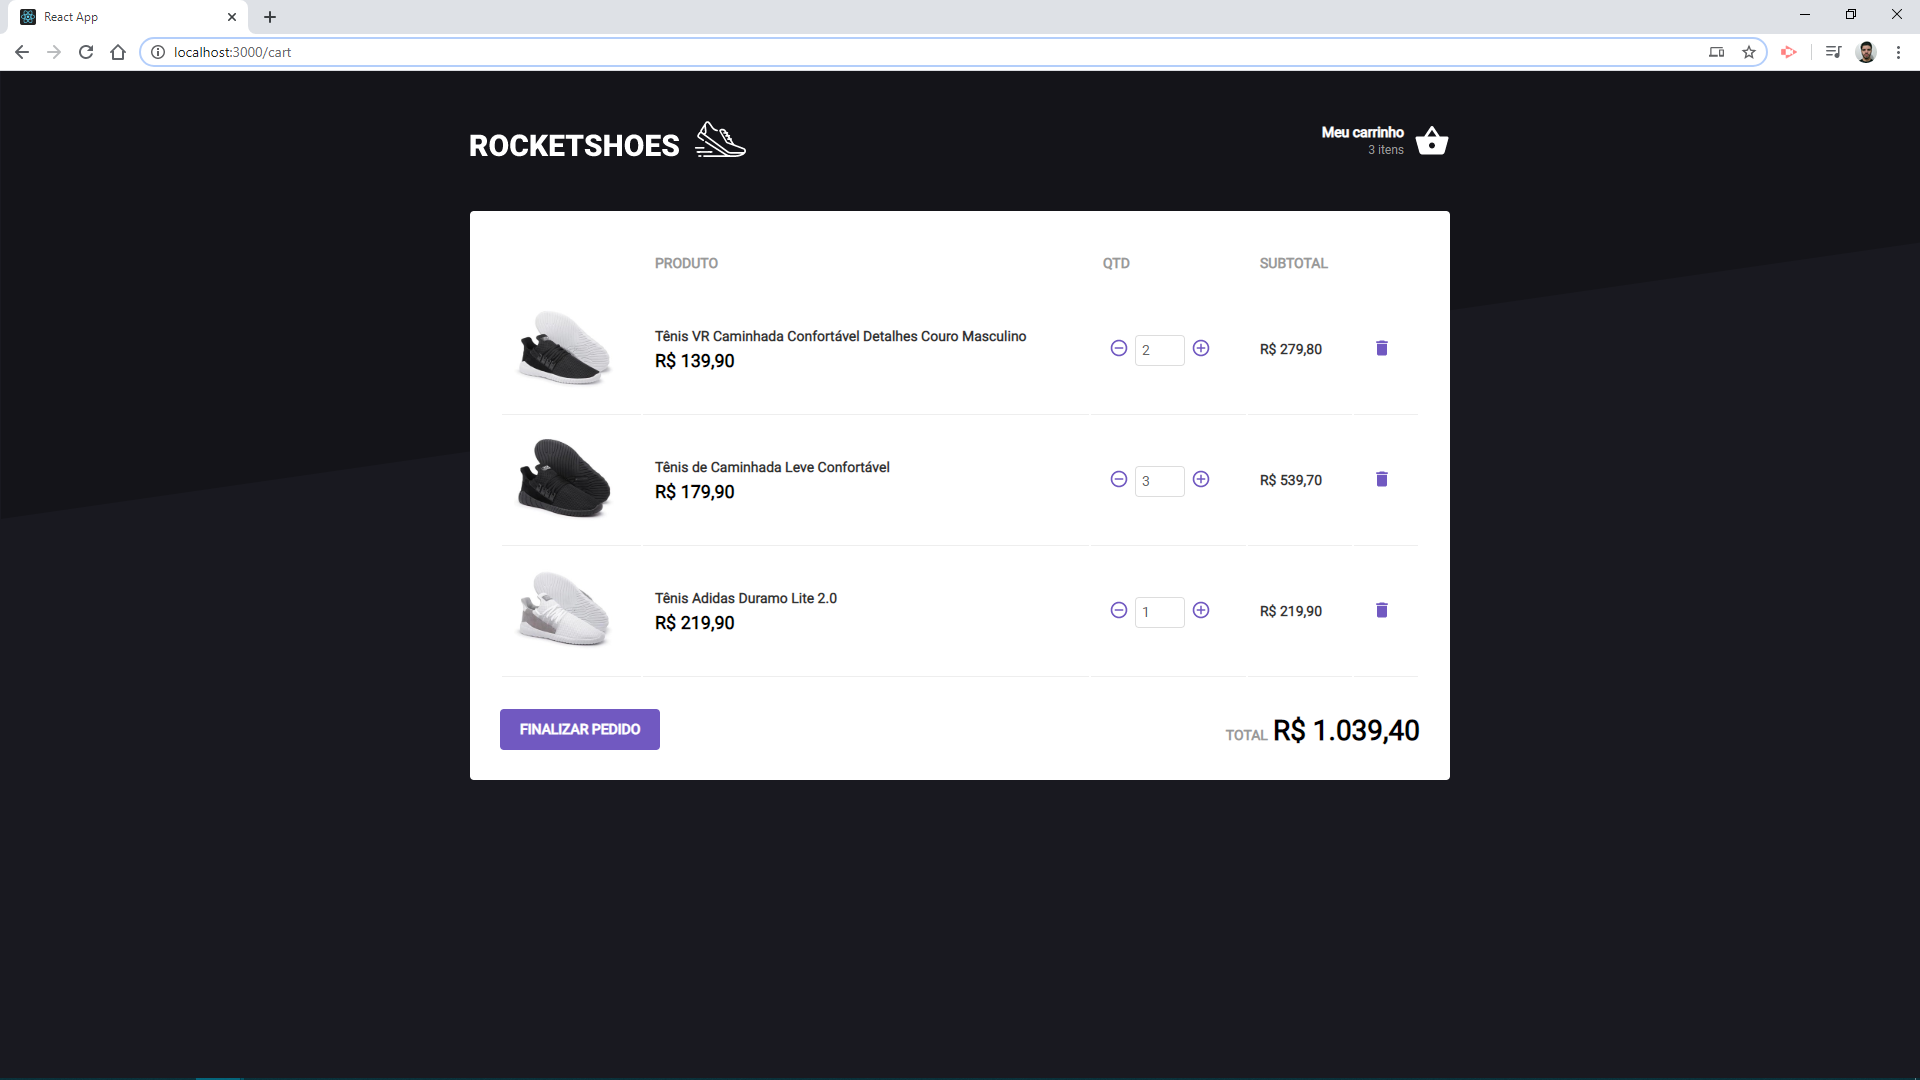 React App
localhost:3000/cart
ROCKETSHOES
Meu carrinho
3 itens
PRODUTO QTD SUBTOTAL
Tênis VR Caminhada Confortável Detalhes Couro Masculino
R$ 139,90
2
R$ 279,80
Tênis de Caminhada Leve Confortável
R$ 179,90
3
R$ 539,70
Tênis Adidas Duramo Lite 2.0
R$ 219,90
1
R$ 219,90
FINALIZAR PEDIDO
TOTAL R$ 1.039,40